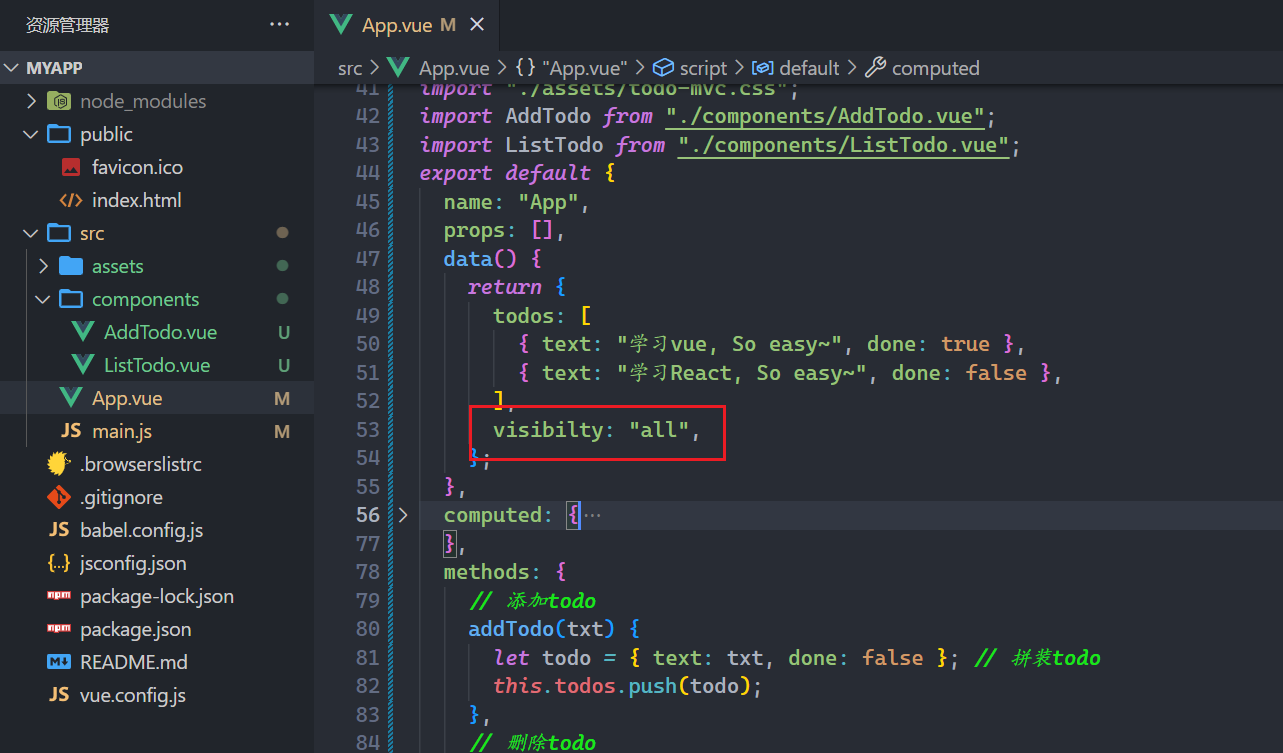 资源管理器 ···
MYAPP
node_modules
public
favicon.ico
index.html
src
assets
components
AddTodo.vue U
ListTodo.vue U
App.vue M
JS main.js M
.browserslistrc
.gitignore
JS babel.config.js
{..} jsconfig.json
npm package-lock.json
npm package.json
M↓ README.md
JS vue.config.js
App.vue M ×
src > App.vue > {} "App.vue" > script > default > computed
41 import "./assets/todo-mvc.css";
42 import AddTodo from "./components/AddTodo.vue";
43 import ListTodo from "./components/ListTodo.vue";
44 export default {
45 name: "App",
46 props: [],
47 data() {
48 return {
49 todos: [
50 { text: "学习vue, So easy~", done: true },
51 { text: "学习React, So easy~", done: false },
52 ],
53 visibilty: "all",
54 };
55 },
56 computed: {···
77 },
78 methods: {
79 // 添加todo
80 addTodo(txt) {
81 let todo = { text: txt, done: false }; // 拼装todo
82 this.todos.push(todo);
83 },
84 // 删除todo